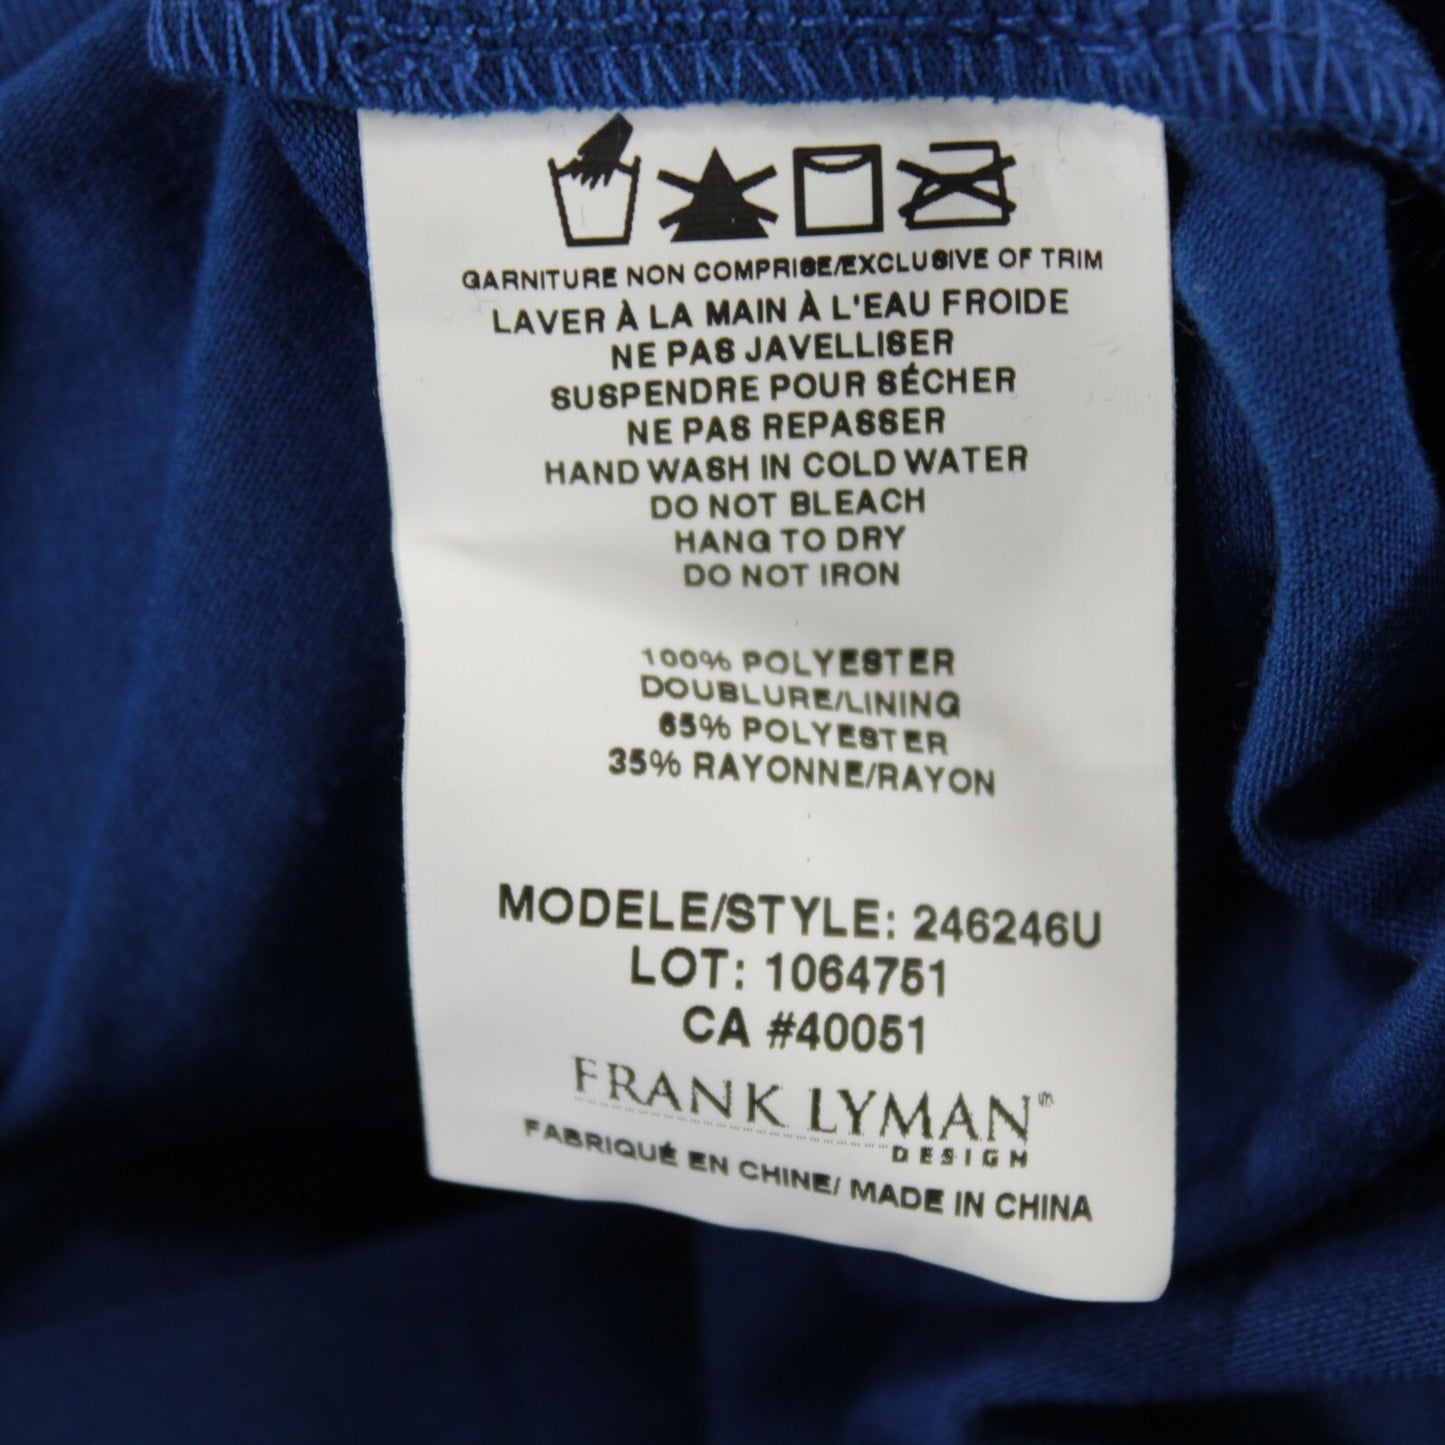 GARNITURE NON COMPRISE/EXCLUSIVE OF TRIM
LAVER À LA MAIN À L'EAU FROIDE
NE PAS JAVELLISER
SUSPENDRE POUR SÉCHER
NE PAS REPASSER
HAND WASH IN COLD WATER
DO NOT BLEACH
HANG TO DRY
DO NOT IRON
100% POLYESTER
DOUBLURE/LINING
65% POLYESTER
35% RAYONNE/RAYON
MODELE/STYLE: 246246U
LOT: 1064751
CA #40051
FRANK LYMAN
DESIGN
FABRIQUÉ EN CHINE/ MADE IN CHINA